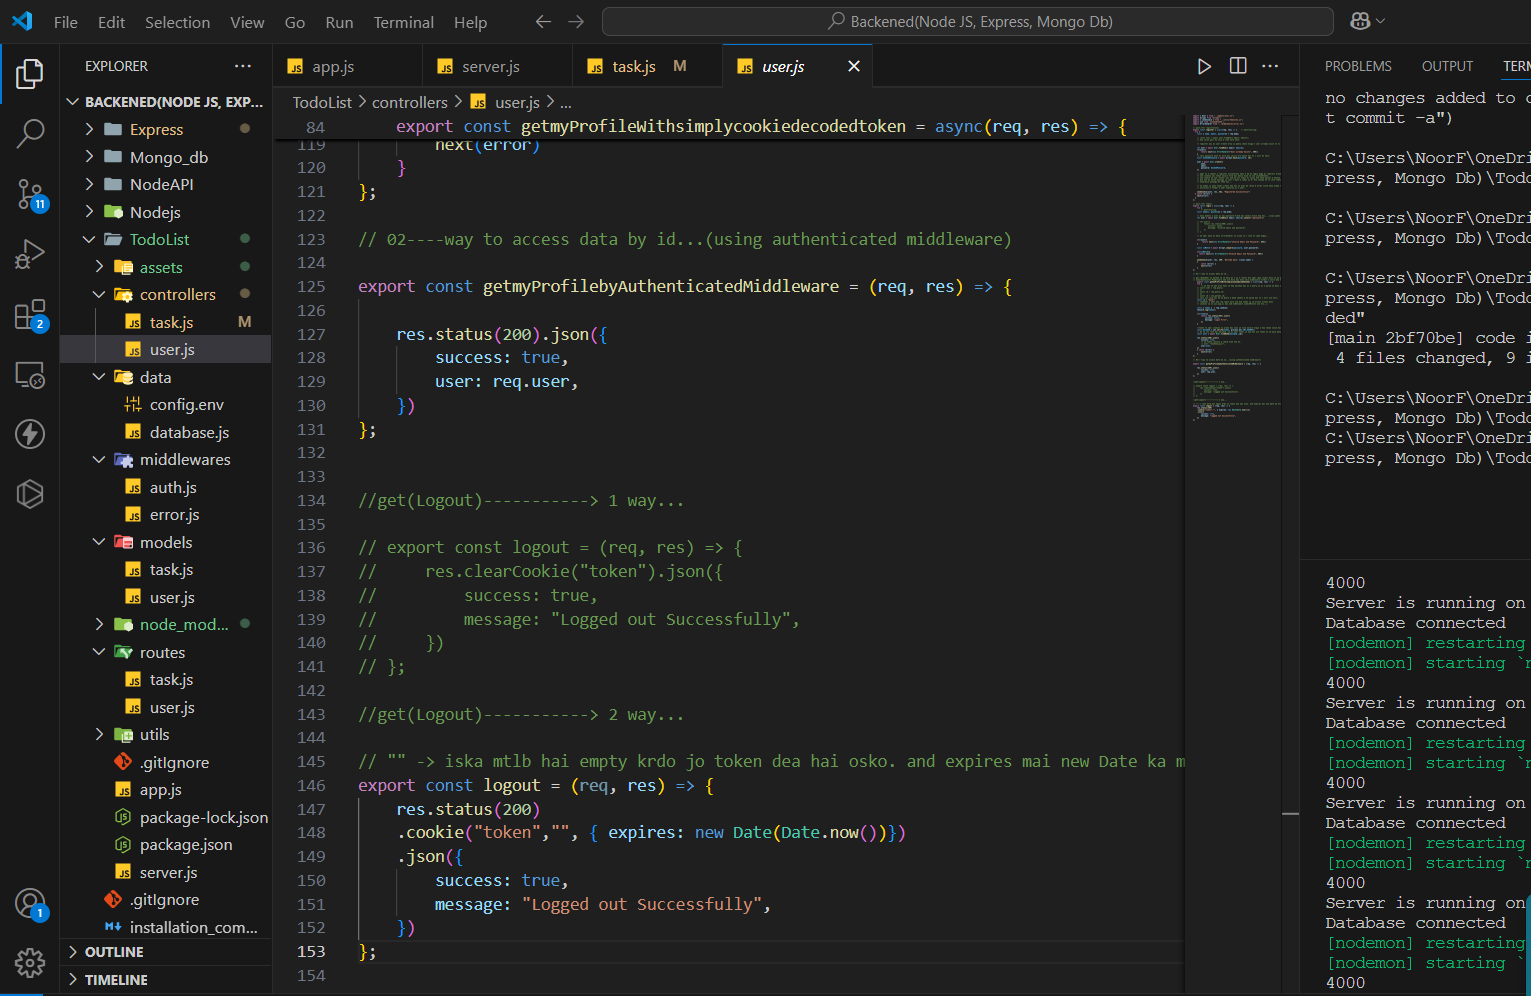 File Edit Selection View Go Run Terminal Help
Backened(Node JS, Express, Mongo Db)
EXPLORER
BACKENED(NODE JS, EXP...
Express
Mongo_db
NodeAPI
Nodejs
TodoList
assets
controllers
task.js M
user.js
data
config.env
database.js
middlewares
auth.js
error.js
models
task.js
user.js
node_mod...
routes
task.js
user.js
utils
.gitIgnore
app.js
package-lock.json
package.json
server.js
.gitIgnore
installation_com...
OUTLINE
TIMELINE
11
2
1
app.js server.js task.js M user.js
TodoList > controllers > user.js > ...
84 export const getmyProfileWithsimplycookiedecodedtoken = async(req, res) => {
119 next(error)
120 }
121 };
122
123 // 02----way to access data by id...(using authenticated middleware)
124
125 export const getmyProfilebyAuthenticatedMiddleware = (req, res) => {
126
127 res.status(200).json({
128 success: true,
129 user: req.user,
130 })
131 };
132
133
134 //get(Logout)-----------> 1 way...
135
136 // export const logout = (req, res) => {
137 // res.clearCookie("token").json({
138 // success: true,
139 // message: "Logged out Successfully",
140 // })
141 // };
142
143 //get(Logout)-----------> 2 way...
144
145 // "" -> iska mtlb hai empty krdo jo token dea hai osko. and expires mai new Date ka m
146 export const logout = (req, res) => {
147 res.status(200)
148 .cookie("token","", { expires: new Date(Date.now())})
149 .json({
150 success: true,
151 message: "Logged out Successfully",
152 })
153 };
154
PROBLEMS OUTPUT TERM
no changes added to c
t commit -a")
C:\Users\NoorF\OneDri
press, Mongo Db)\Todo
C:\Users\NoorF\OneDri
press, Mongo Db)\Todo
C:\Users\NoorF\OneDri
press, Mongo Db)\Todo
ded"
[main 2bf70be] code i
4 files changed, 9 i
C:\Users\NoorF\OneDri
press, Mongo Db)\Todo
C:\Users\NoorF\OneDri
press, Mongo Db)\Todo
4000
Server is running on
Database connected
[nodemon] restarting
[nodemon] starting `n
4000
Server is running on
Database connected
[nodemon] restarting
[nodemon] starting `n
4000
Server is running on
Database connected
[nodemon] restarting
[nodemon] starting `n
4000
Server is running on
Database connected
[nodemon] restarting
[nodemon] starting `
4000